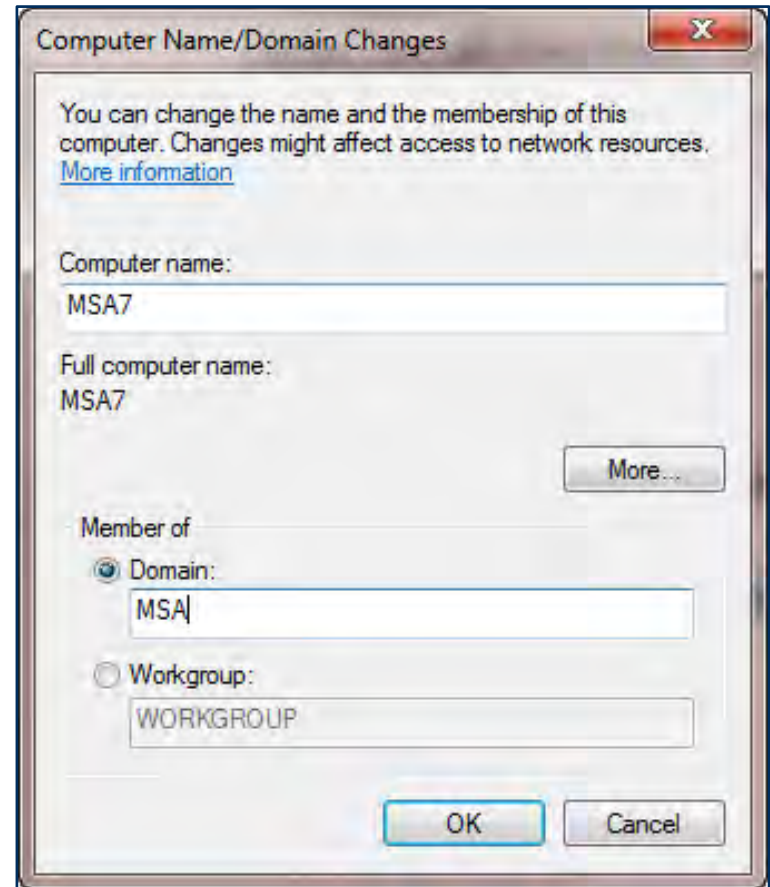 Computer Name/Domain Changes
You can change the name and the membership of this
computer. Changes might affect access to network resources.
More information
Computer name:
MSA7
Full computer name:
MSA7
More...
Member of
Domain:
MSA
Workgroup:
WORKGROUP
OK Cancel